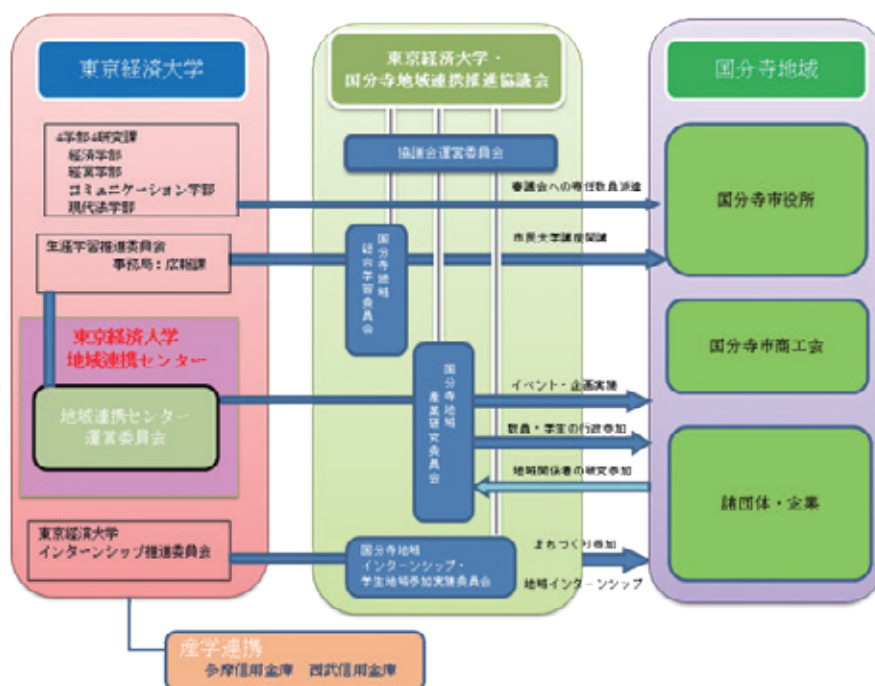 東京経済大学
4学部4研究課
経済学部
経営学部
コミュニケーション学部
現代法学部
生涯学習推進委員会
事務局：広報課
東京経済大学
地域連携センター
地域連携センター
運営委員会
東京経済大学
インターンシップ推進委員会
産学連携
多摩信用金庫　西武信用金庫
東京経済大学・
国分寺地域連携推進協議会
協議会運営委員会
国分寺地域
総合学習委員会
国分寺地域
産業研究委員会
国分寺地域
インターンシップ・
学生地域参加実施委員会
審議会への専任教員派遣
市民大学講座開講
イベント・企画実施
教員・学生の行政参加
地域関係者の研究参加
まちづくり参加
地域インターンシップ
国分寺地域
国分寺市役所
国分寺市商工会
諸団体・企業